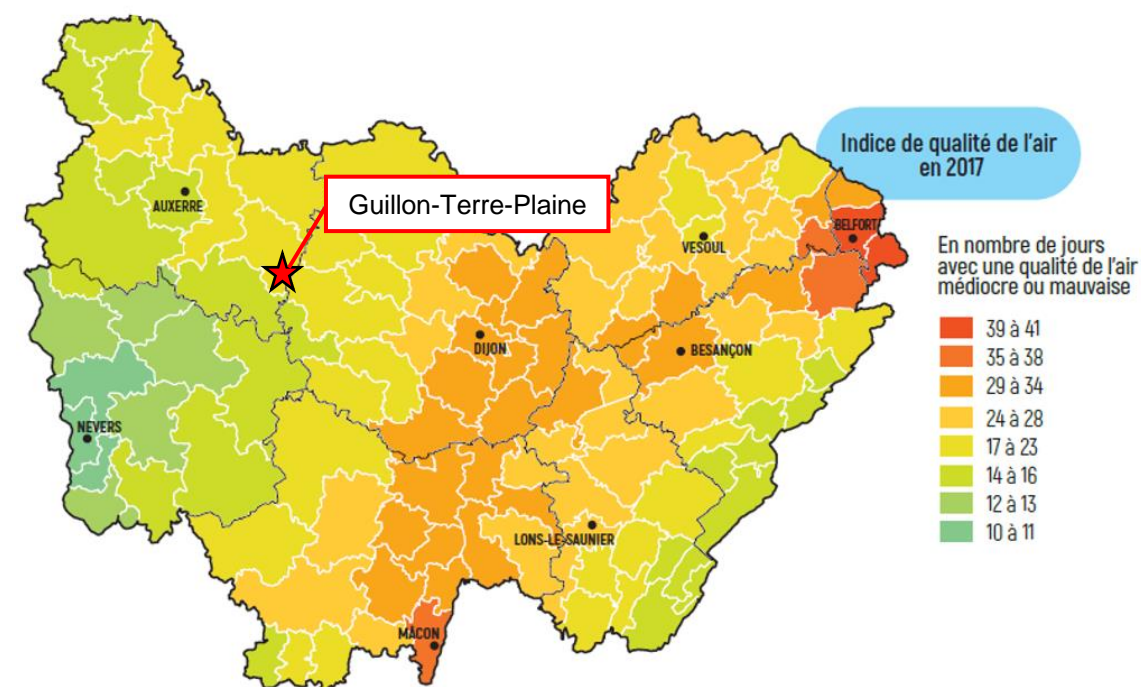 Indice de qualité de l'air
en 2017
Guillon-Terre-Plaine
AUXERRE
VESOUL
BELFORT
DIJON
BESANÇON
NEVERS
LONS-LE-SAUNIER
MÂCON
En nombre de jours
avec une qualité de l'air
médiocre ou mauvaise
39 à 41
35 à 38
29 à 34
24 à 28
17 à 23
14 à 16
12 à 13
10 à 11